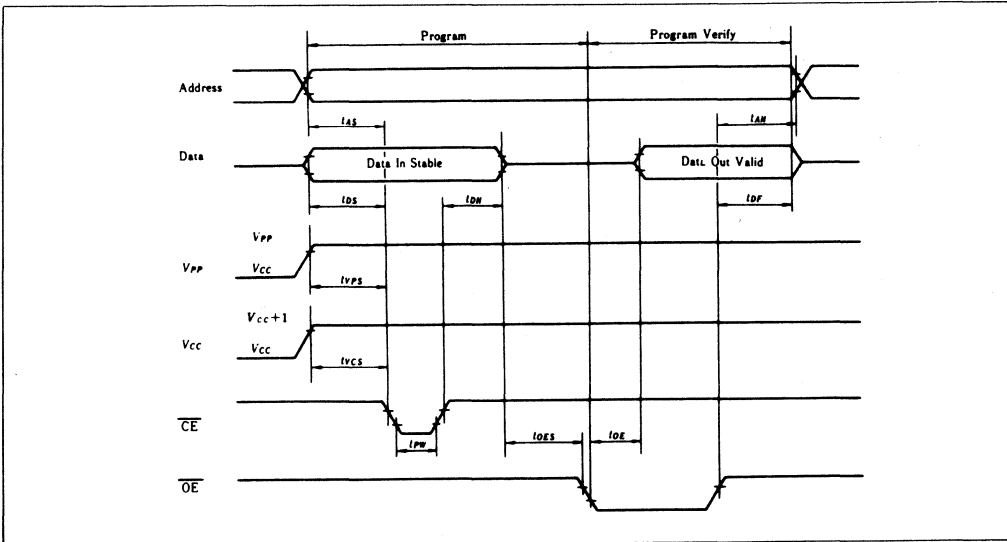 Program Program Verify
Address
tAS tAH
Data Data In Stable Data Out Valid
tDS tDH tDF
VPP
VPP VCC
tVPS
VCC+1
VCC VCC
tVCS
CE
tPW tOES tOE
OE